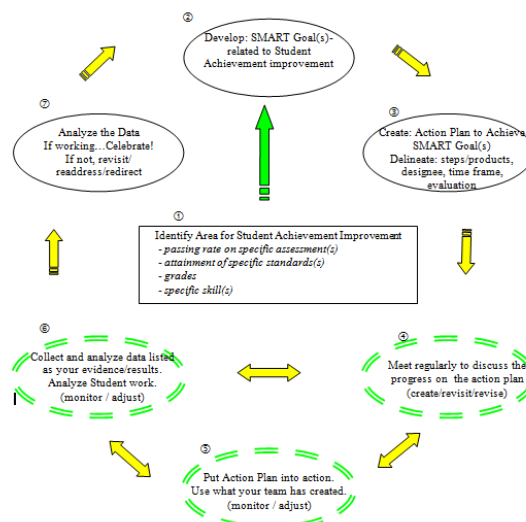 ②
Develop: SMART Goal(s)-
related to Student
Achievement improvement
③
Create: Action Plan to Achieve
SMART Goal(s)
Delineate: steps/products,
designee, time frame,
evaluation
⑦
Analyze the Data
If working...Celebrate!
If not, revisit/
readdress/redirect
①
Identify Area for Student Achievement Improvement
- passing rate on specific assessment(s)
- attainment of specific standards(s)
- grades
- specific skill(s)
④
Meet regularly to discuss the
progress on the action plan
(create/revisit/revise)
⑥
Collect and analyze data listed
as your evidence/results.
Analyze Student work.
(monitor / adjust)
⑤
Put Action Plan into action.
Use what your team has created.
(monitor / adjust)